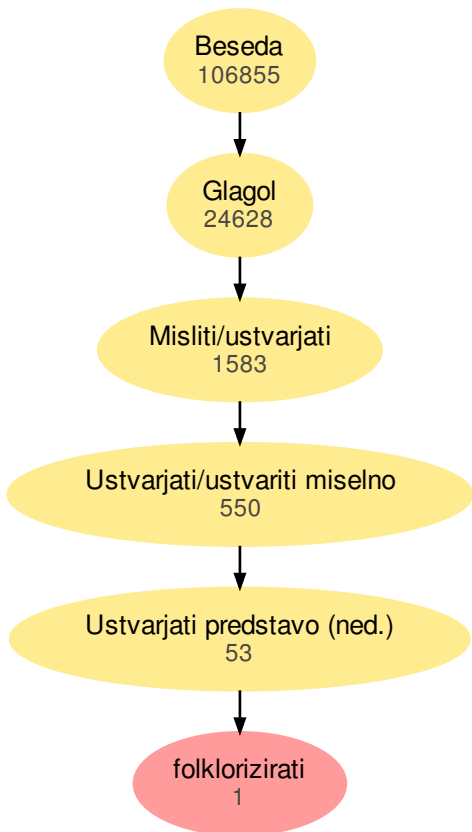 Beseda
106855
Glagol
24628
Misliti/ustvarjati
1583
Ustvarjati/ustvariti miselno
550
Ustvarjati predstavo (ned.)
53
folklorizirati
1